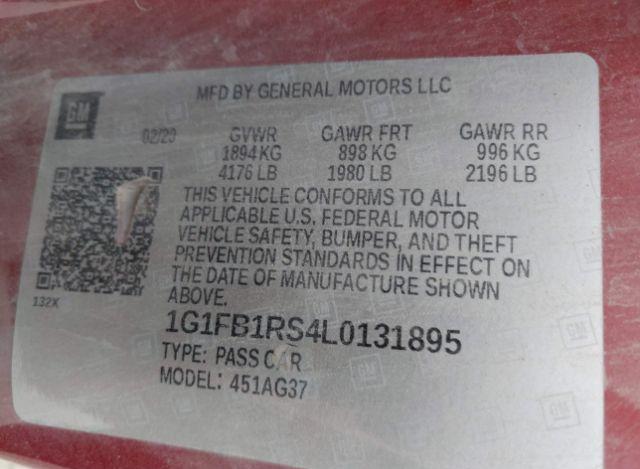 GM
MFD BY GENERAL MOTORS LLC
02/20 GVWR GAWR FRT GAWR RR
1894 KG 898 KG 996 KG
4176 LB 1980 LB 2196 LB
THIS VEHICLE CONFORMS TO ALL
APPLICABLE U.S. FEDERAL MOTOR
VEHICLE SAFETY, BUMPER, AND THEFT
PREVENTION STANDARDS IN EFFECT ON
THE DATE OF MANUFACTURE SHOWN
ABOVE.
132X
1G1FB1RS4L0131895
TYPE: PASS CAR
MODEL: 451AG37